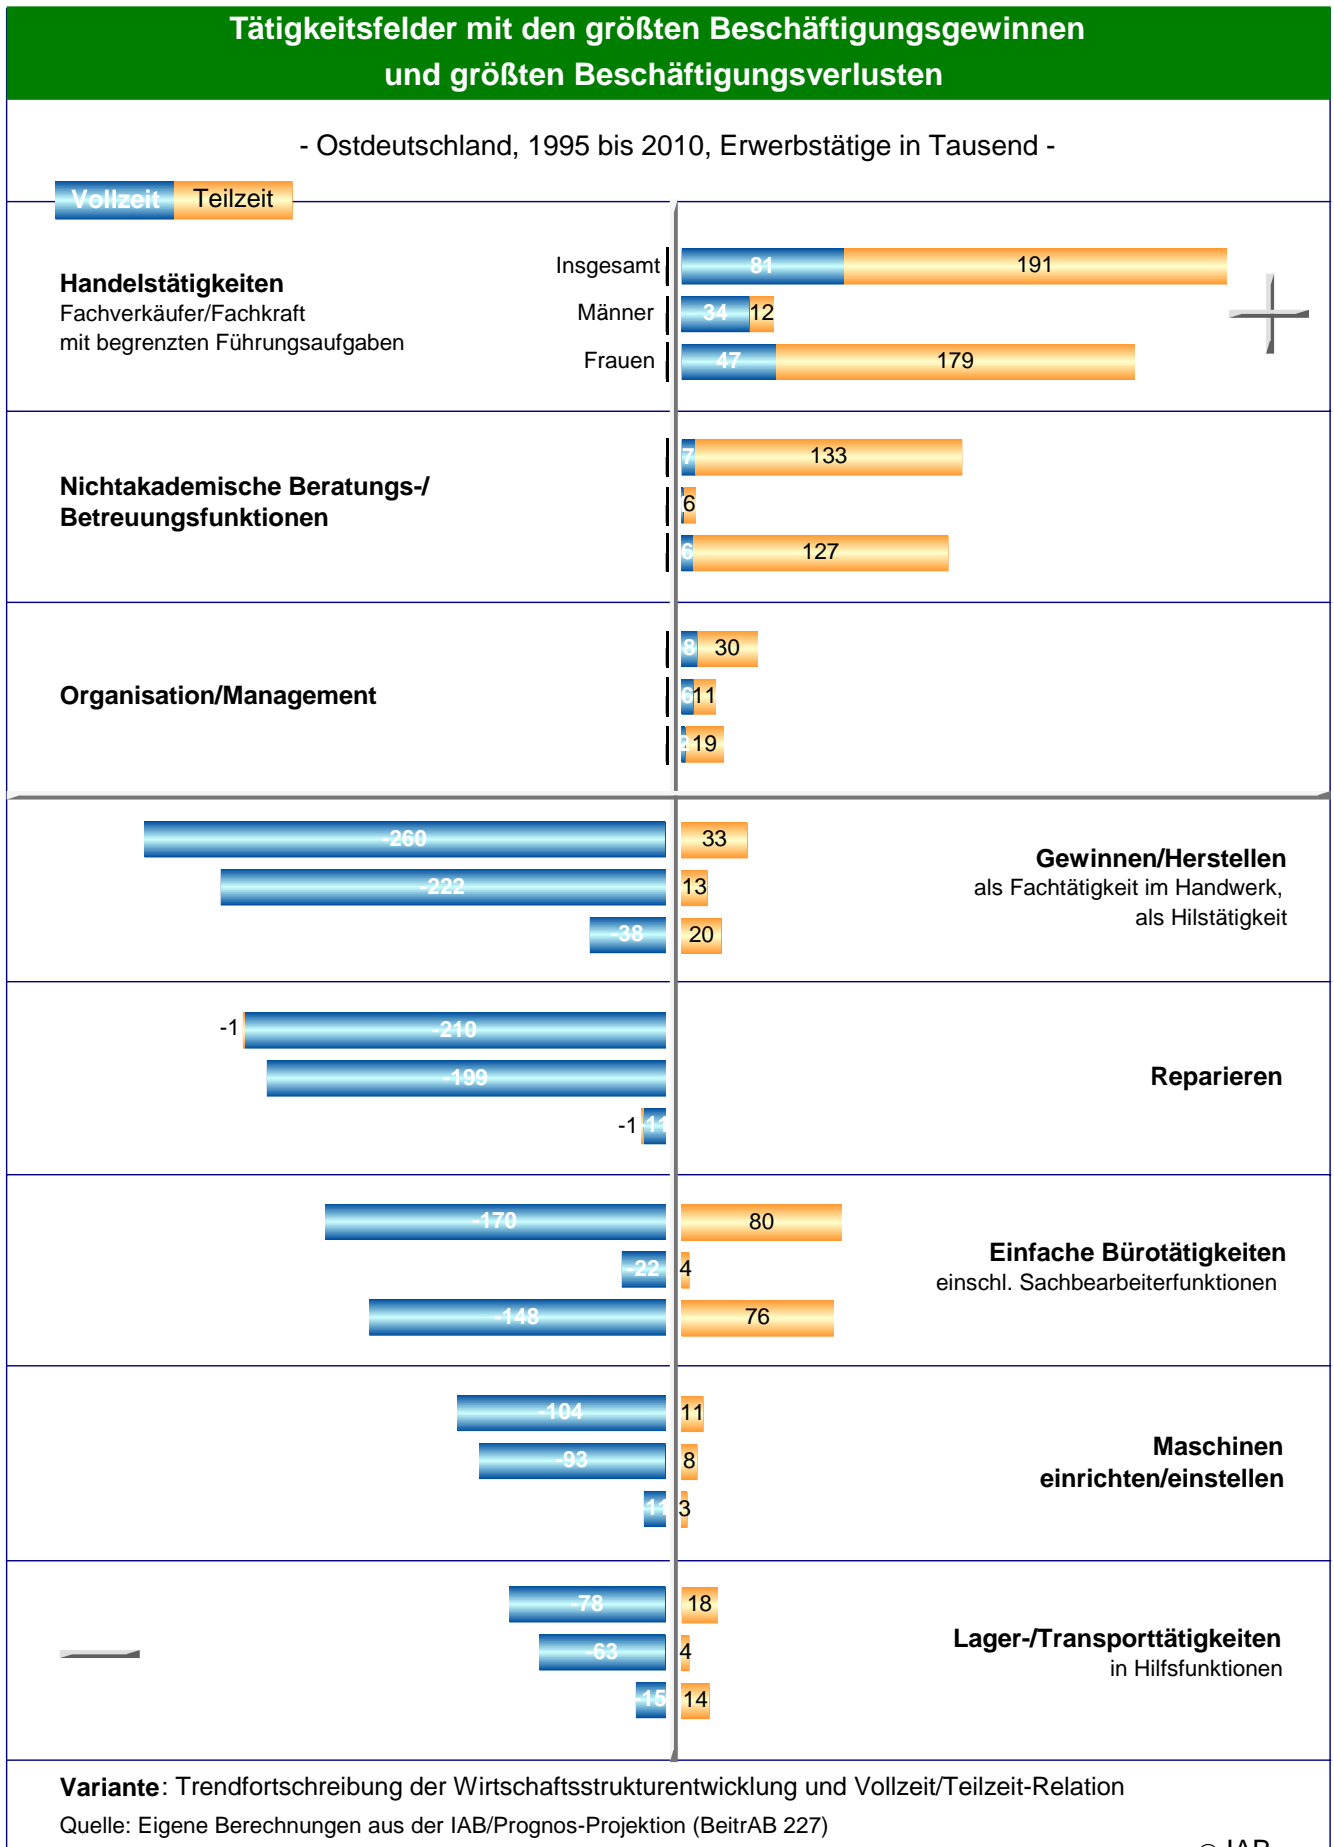 Tätigkeitsfelder mit den größten Beschäftigungsgewinnen
und größten Beschäftigungsverlusten
- Ostdeutschland, 1995 bis 2010, Erwerbstätige in Tausend -
Vollzeit Teilzeit
Handelstätigkeiten
Fachverkäufer/Fachkraft
mit begrenzten Führungsaufgaben
Insgesamt 81 191
Männer 34 12
Frauen 47 179
Nichtakademische Beratungs-/
Betreuungsfunktionen
7 133
6
6 127
Organisation/Management
8 30
6 11
2 19
-260 33
-222 13
-38 20
Gewinnen/Herstellen
als Fachtätigkeit im Handwerk,
als Hilstätigkeit
-1 -210
-199
-1 -11
Reparieren
-170 80
-22 4
-148 76
Einfache Bürotätigkeiten
einschl. Sachbearbeiterfunktionen
-104 11
-93 8
-11 3
Maschinen
einrichten/einstellen
-78 18
-63 4
-15 14
Lager-/Transporttätigkeiten
in Hilfsfunktionen
Variante: Trendfortschreibung der Wirtschaftsstrukturentwicklung und Vollzeit/Teilzeit-Relation
Quelle: Eigene Berechnungen aus der IAB/Prognos-Projektion (BeitrAB 227)
© IAB